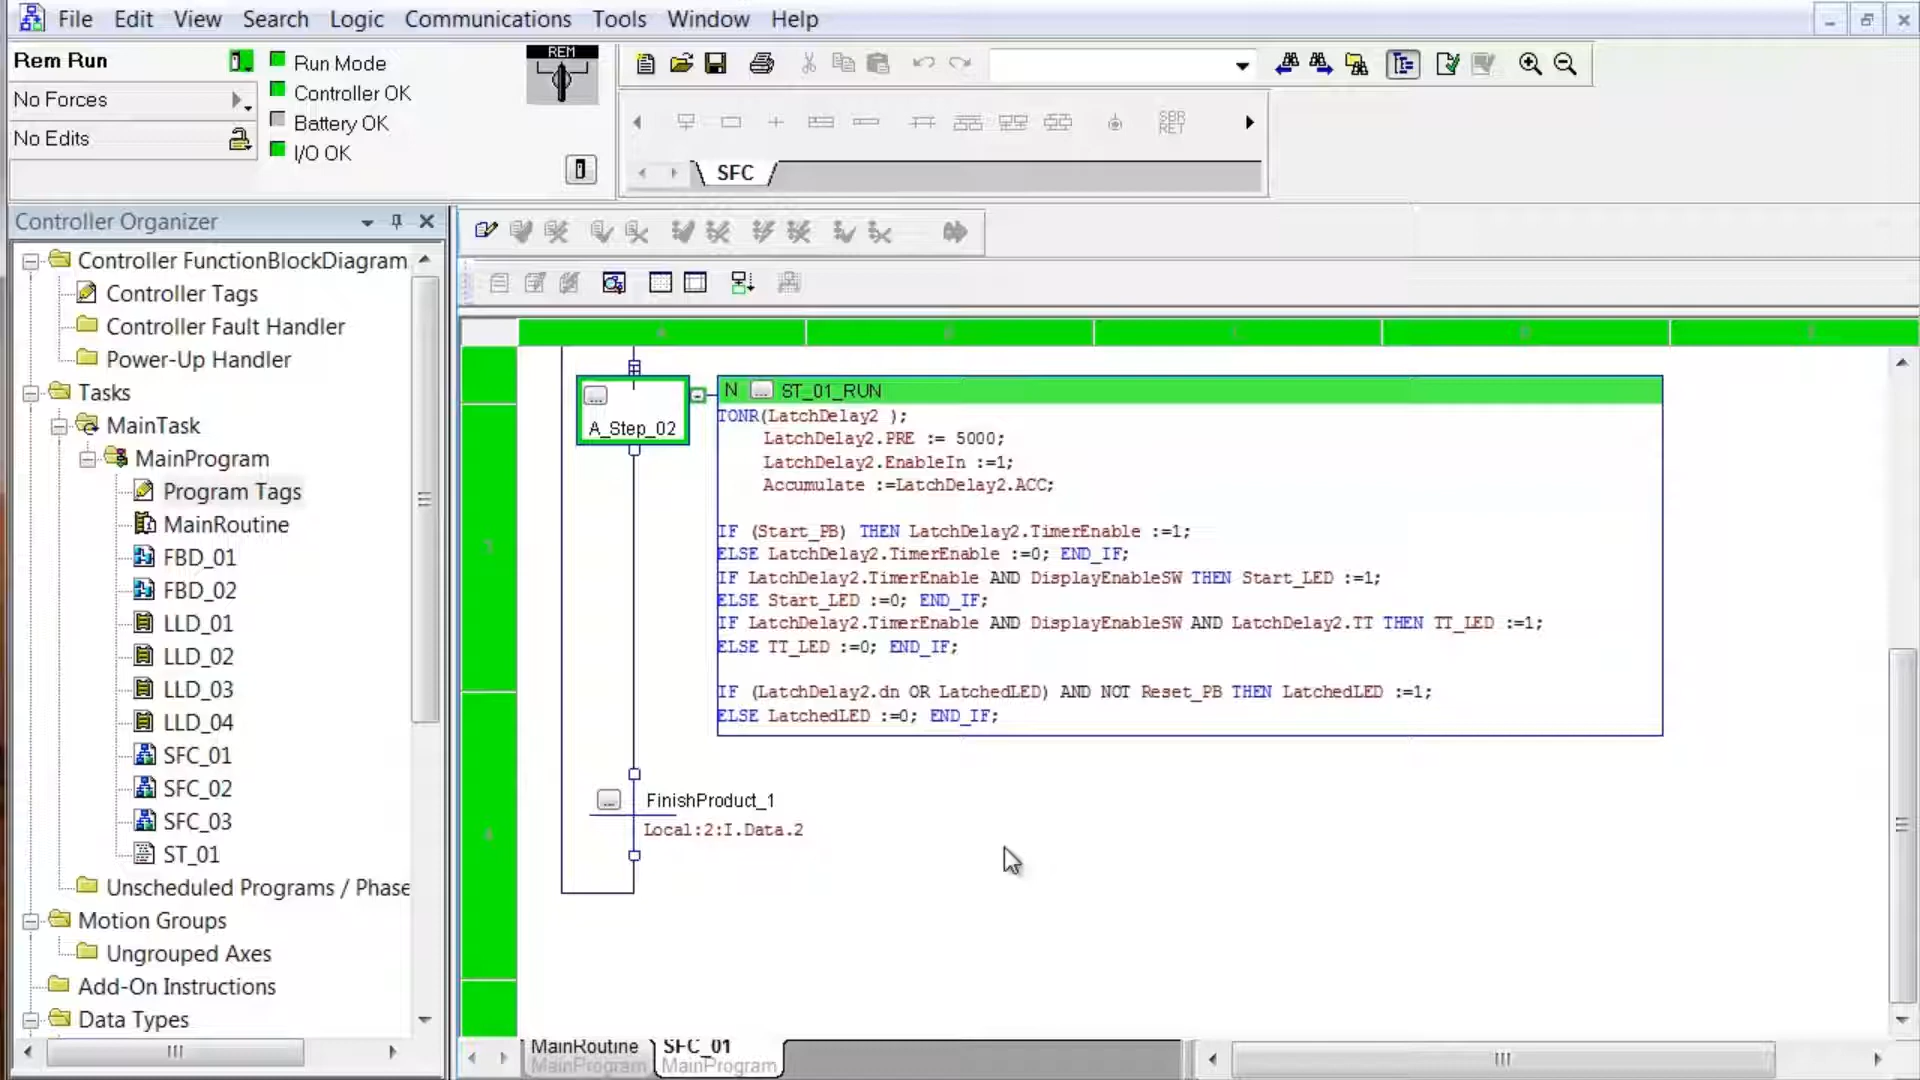 File Edit View Search Logic Communications Tools Window Help
Rem Run
No Forces
No Edits
Run Mode
Controller OK
Battery OK
I/O OK
REM
SBR
RET
SFC
Controller Organizer
Controller FunctionBlockDiagram
Controller Tags
Controller Fault Handler
Power-Up Handler
Tasks
MainTask
MainProgram
Program Tags
MainRoutine
FBD_01
FBD_02
LLD_01
LLD_02
LLD_03
LLD_04
SFC_01
SFC_02
SFC_03
ST_01
Unscheduled Programs / Phase
Motion Groups
Ungrouped Axes
Add-On Instructions
Data Types
A_Step_02
N ... ST_01_RUN
TONR(LatchDelay2 );
LatchDelay2.PRE := 5000;
LatchDelay2.EnableIn :=1;
Accumulate :=LatchDelay2.ACC;
IF (Start_PB) THEN LatchDelay2.TimerEnable :=1;
ELSE LatchDelay2.TimerEnable :=0; END_IF;
IF LatchDelay2.TimerEnable AND DisplayEnableSW THEN Start_LED :=1;
ELSE Start_LED :=0; END_IF;
IF LatchDelay2.TimerEnable AND DisplayEnableSW AND LatchDelay2.TT THEN TT_LED :=1;
ELSE TT_LED :=0; END_IF;
IF (LatchDelay2.dn OR LatchedLED) AND NOT Reset_PB THEN LatchedLED :=1;
ELSE LatchedLED :=0; END_IF;
... FinishProduct_1
Local:2:I.Data.2
MainRoutine
MainProgram
SFC_01
MainProgram